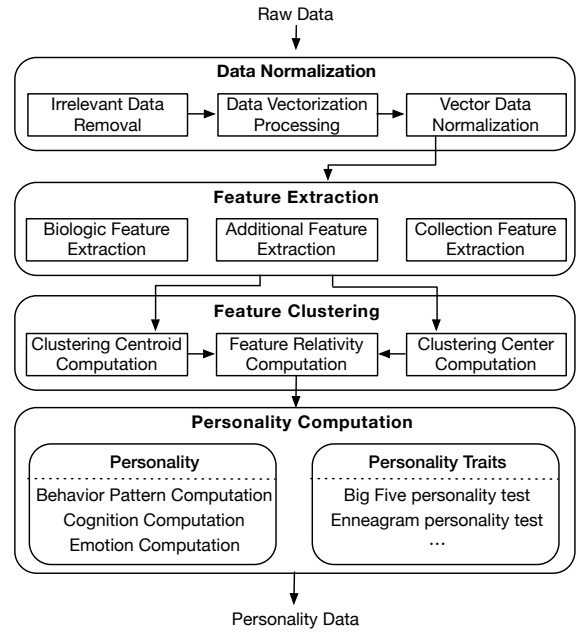 Raw Data
Data Normalization
Irrelevant Data
Removal
Data Vectorization
Processing
Vector Data
Normalization
Feature Extraction
Biologic Feature
Extraction
Additional Feature
Extraction
Collection Feature
Extraction
Feature Clustering
Clustering Centroid
Computation
Feature Relativity
Computation
Clustering Center
Computation
Personality Computation
Personality
Behavior Pattern Computation
Cognition Computation
Emotion Computation
Personality Traits
Big Five personality test
Enneagram personality test
…
Personality Data